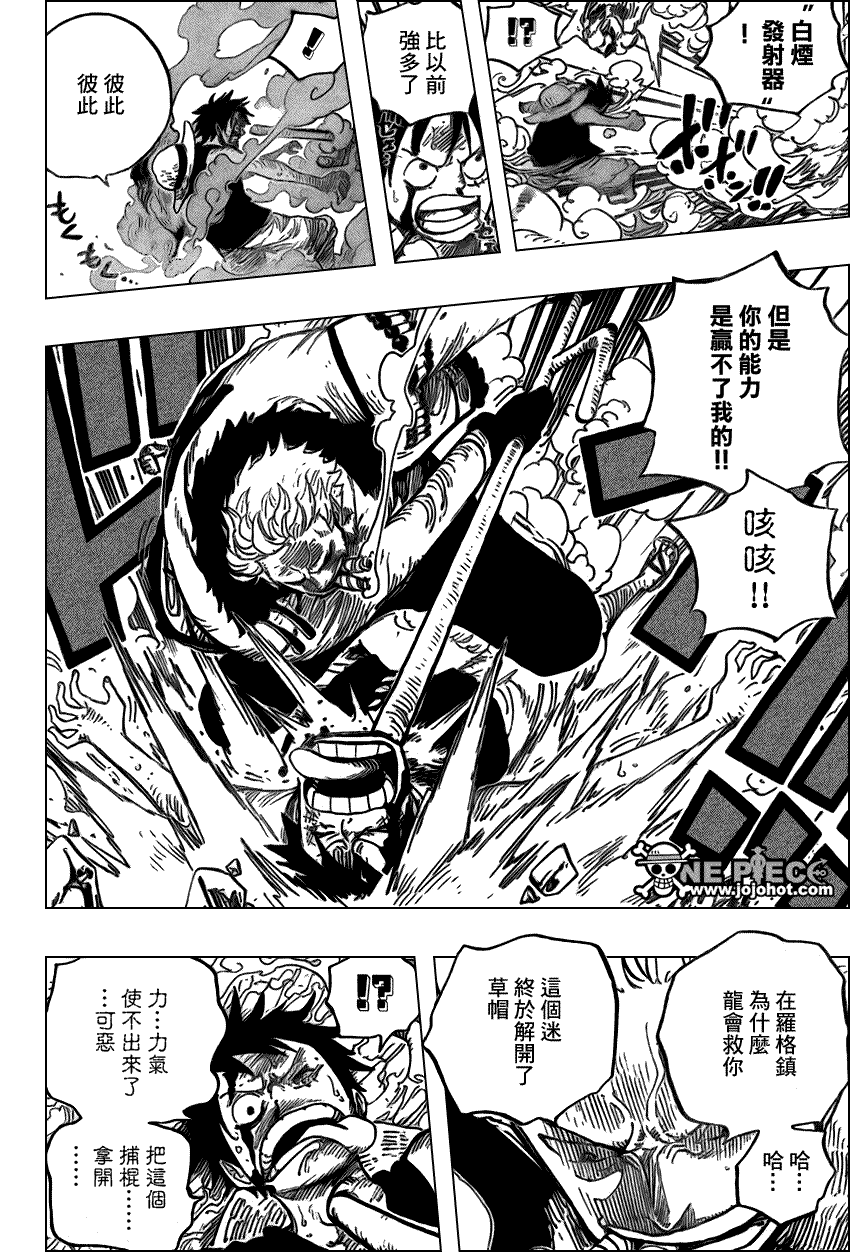 “白煙
發射器”
!
!?
比以前
強多了
!
彼此
彼此
但是
你的能力
是贏不了我的!!
咳
咳!!
ONE PIECE
www.jojohot.com
在羅格鎮
為什麼
龍會救你
哈…
哈…
這個迷
終於解開了
草帽
!?
力…力氣
使不出來了
…可惡
把這個
捕棍……
拿開
……